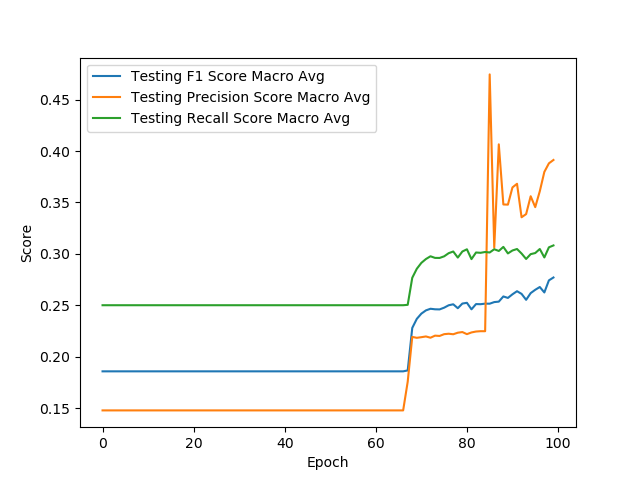 Testing F1 Score Macro Avg
Testing Precision Score Macro Avg
Testing Recall Score Macro Avg
0.45
0.40
0.35
0.30
0.25
0.20
0.15
Score
0 20 40 60 80 100
Epoch